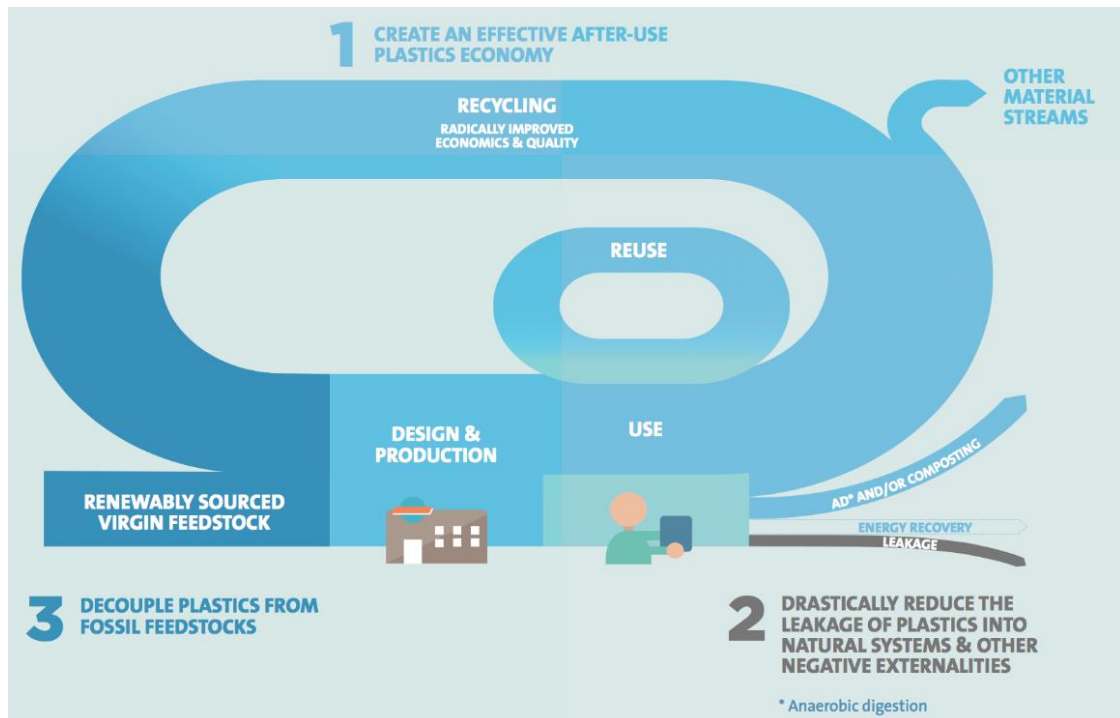 1
CREATE AN EFFECTIVE AFTER-USE
PLASTICS ECONOMY
RECYCLING
RADICALLY IMPROVED
ECONOMICS & QUALITY
OTHER
MATERIAL
STREAMS
REUSE
DESIGN &
PRODUCTION
USE
RENEWABLY SOURCED
VIRGIN FEEDSTOCK
AD* AND/OR COMPOSTING
ENERGY RECOVERY
LEAKAGE
3
DECOUPLE PLASTICS FROM
FOSSIL FEEDSTOCKS
2
DRASTICALLY REDUCE THE
LEAKAGE OF PLASTICS INTO
NATURAL SYSTEMS & OTHER
NEGATIVE EXTERNALITIES
* Anaerobic digestion